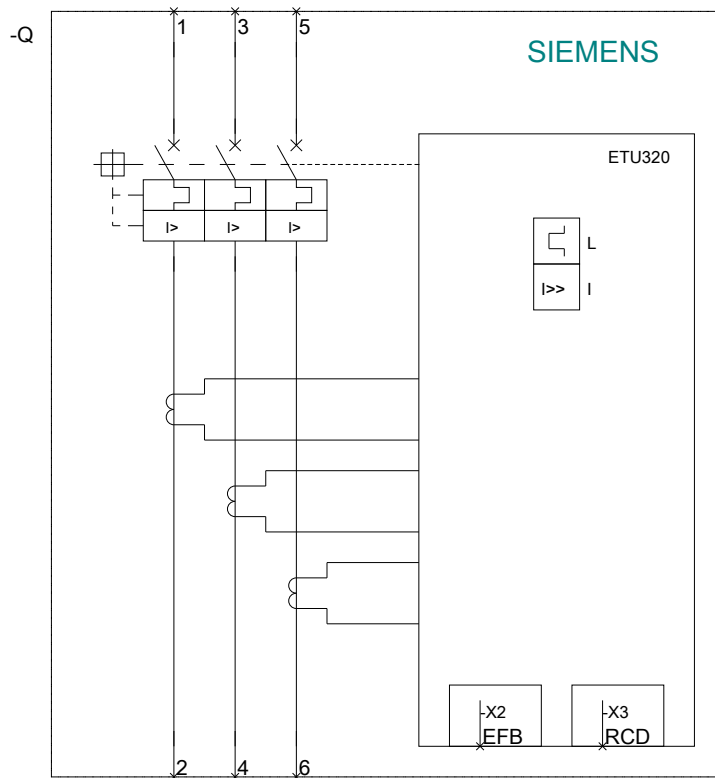 -Q
1 3 5
SIEMENS
ETU320
L
I> I> I>
I>> I
-X2
EFB
-X3
RCD
2 4 6